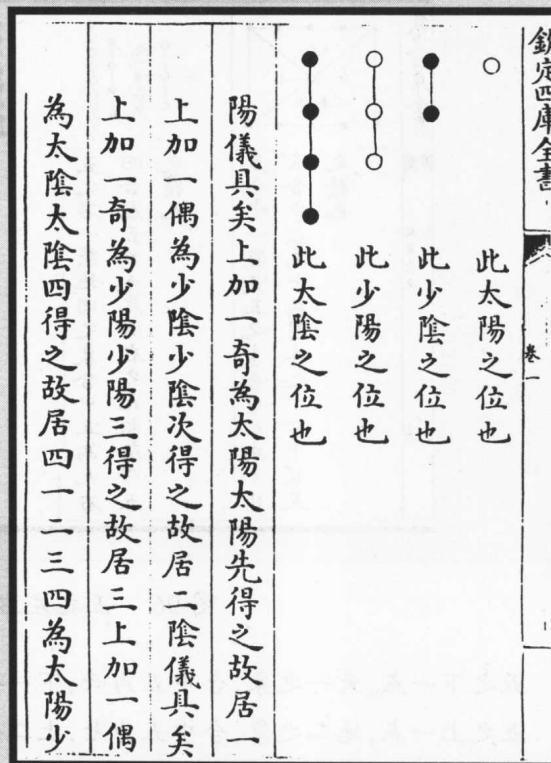 欽定四庫全書
卷一
此太陽之位也
此少陰之位也
此少陽之位也
此太陰之位也
陽儀具矣上加一奇為太陽太陽先得之故居一
上加一偶為少陰少陰次得之故居二陰儀具矣
上加一奇為少陽少陽三得之故居三上加一偶
為太陰太陰四得之故居四一二三四為太陽少